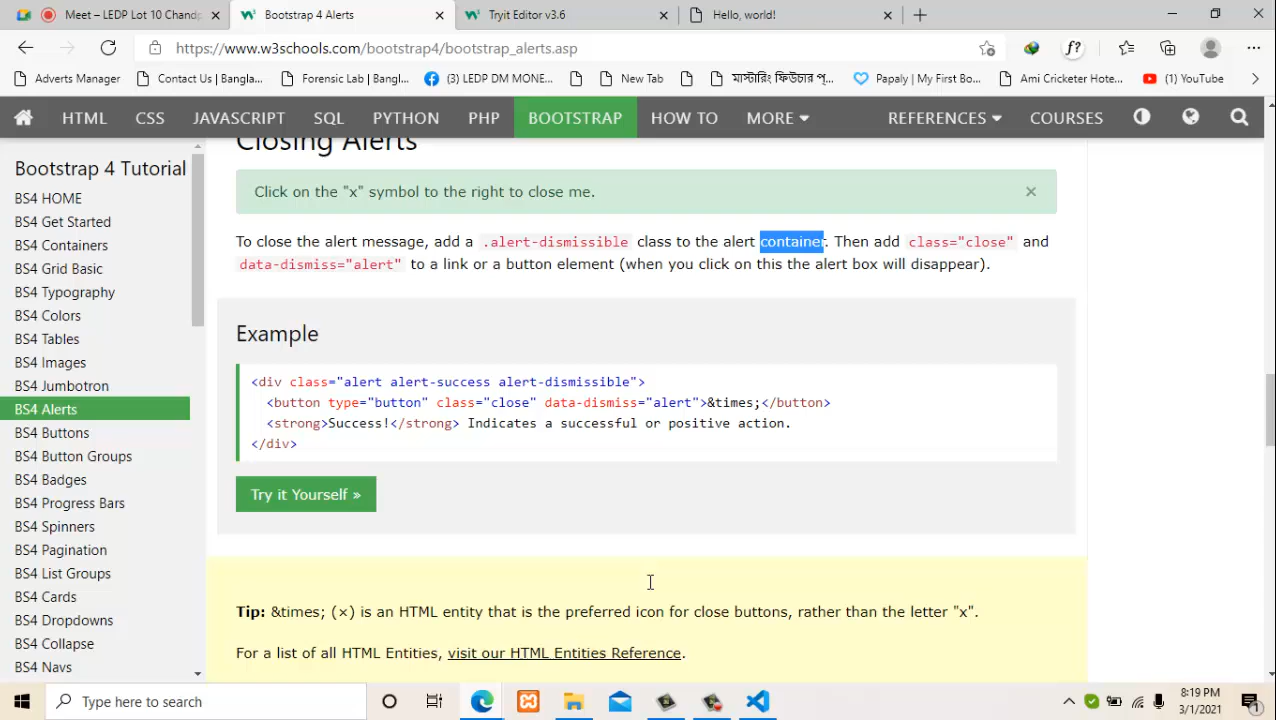 Meet – LEDP Lot 10 Chandp
Bootstrap 4 Alerts
Tryit Editor v3.6
Hello, world!
https://www.w3schools.com/bootstrap4/bootstrap_alerts.asp
Adverts Manager
Contact Us | Bangla...
Forensic Lab | Bangl...
(3) LEDP DM MONE...
New Tab
মাস্টারিং ফিউচার প্...
Papaly | My First Bo...
Ami Cricketer Hote...
(1) YouTube
HTML CSS JAVASCRIPT SQL PYTHON PHP BOOTSTRAP HOW TO MORE REFERENCES COURSES
Bootstrap 4 Tutorial
BS4 HOME
BS4 Get Started
BS4 Containers
BS4 Grid Basic
BS4 Typography
BS4 Colors
BS4 Tables
BS4 Images
BS4 Jumbotron
BS4 Alerts
BS4 Buttons
BS4 Button Groups
BS4 Badges
BS4 Progress Bars
BS4 Spinners
BS4 Pagination
BS4 List Groups
BS4 Cards
BS4 Dropdowns
BS4 Collapse
BS4 Navs
Closing Alerts
Click on the "x" symbol to the right to close me. ×
To close the alert message, add a .alert-dismissible class to the alert container. Then add class="close" and
data-dismiss="alert" to a link or a button element (when you click on this the alert box will disappear).
Example
<div class="alert alert-success alert-dismissible">
<button type="button" class="close" data-dismiss="alert">&times;</button>
<strong>Success!</strong> Indicates a successful or positive action.
</div>
Try it Yourself »
Tip: &times; (×) is an HTML entity that is the preferred icon for close buttons, rather than the letter "x".
For a list of all HTML Entities, visit our HTML Entities Reference.
Type here to search
8:19 PM
3/1/2021